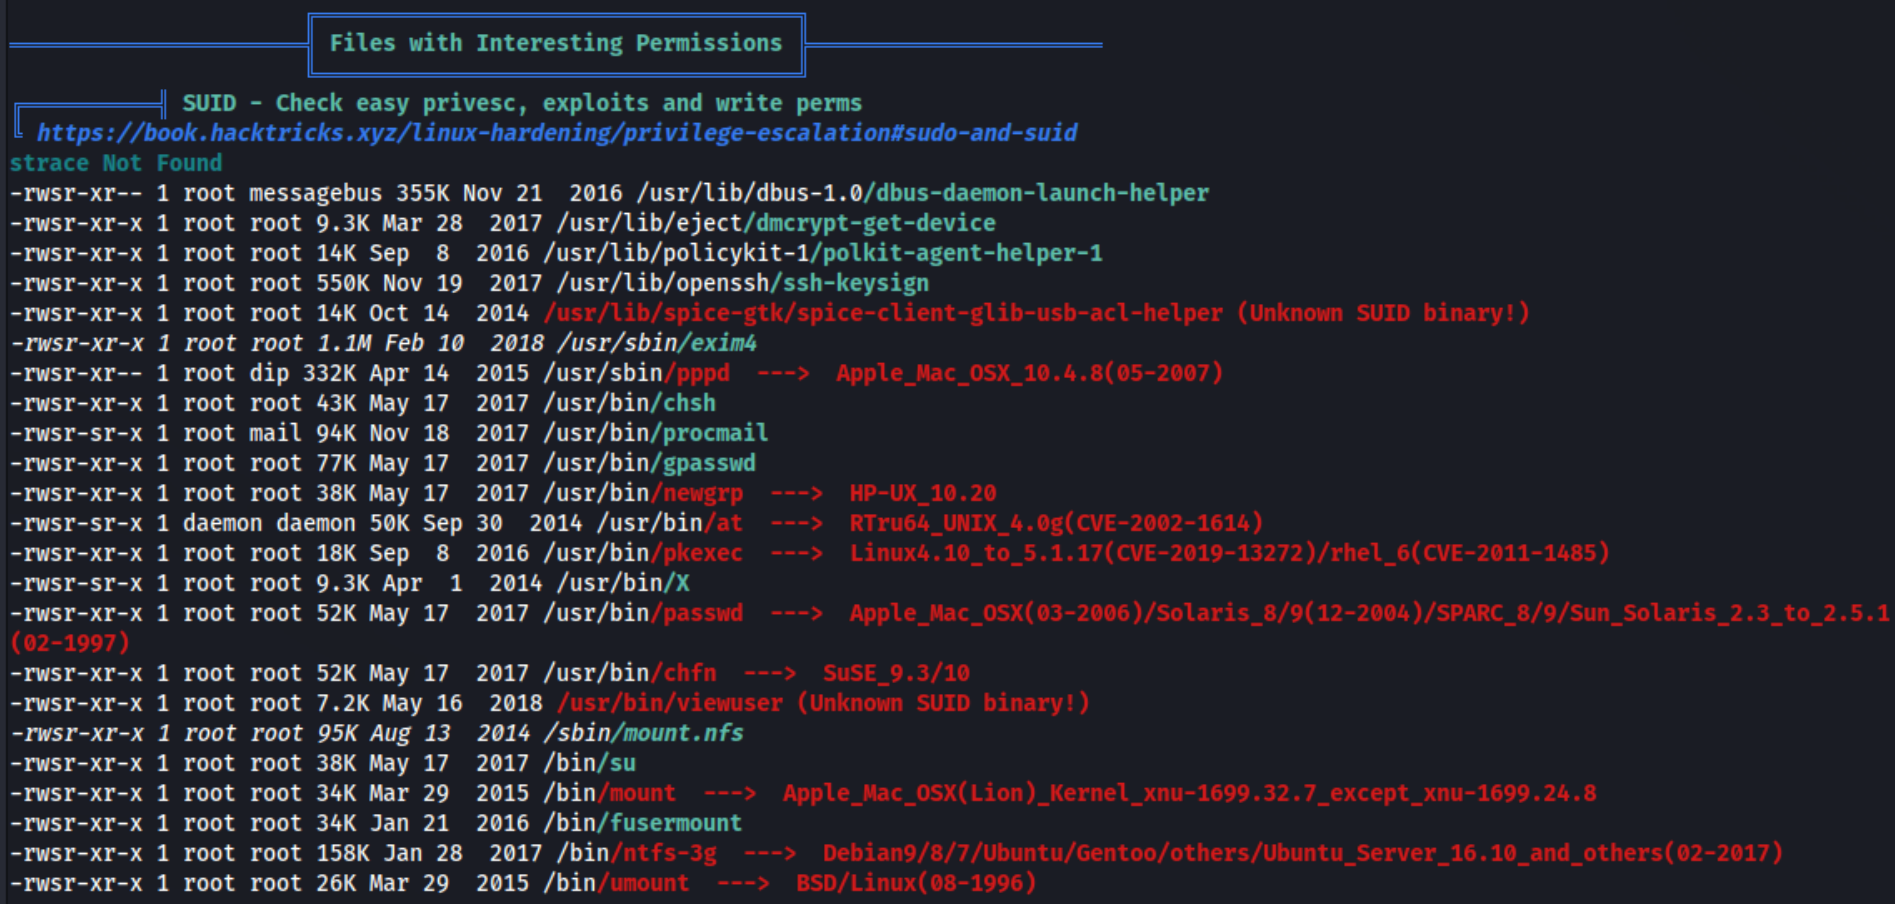 Files with Interesting Permissions
SUID - Check easy privesc, exploits and write perms
https://book.hacktricks.xyz/linux-hardening/privilege-escalation#sudo-and-suid
strace Not Found
-rwsr-xr-- 1 root messagebus 355K Nov 21  2016 /usr/lib/dbus-1.0/dbus-daemon-launch-helper
-rwsr-xr-x 1 root root 9.3K Mar 28  2017 /usr/lib/eject/dmcrypt-get-device
-rwsr-xr-x 1 root root 14K Sep  8  2016 /usr/lib/policykit-1/polkit-agent-helper-1
-rwsr-xr-x 1 root root 550K Nov 19  2017 /usr/lib/openssh/ssh-keysign
-rwsr-xr-x 1 root root 14K Oct 14  2014 /usr/lib/spice-gtk/spice-client-glib-usb-acl-helper (Unknown SUID binary!)
-rwsr-xr-x 1 root root 1.1M Feb 10  2018 /usr/sbin/exim4
-rwsr-xr-- 1 root dip 332K Apr 14  2015 /usr/sbin/pppd  --->  Apple_Mac_OSX_10.4.8(05-2007)
-rwsr-xr-x 1 root root 43K May 17  2017 /usr/bin/chsh
-rwsr-sr-x 1 root mail 94K Nov 18  2017 /usr/bin/procmail
-rwsr-xr-x 1 root root 77K May 17  2017 /usr/bin/gpasswd
-rwsr-xr-x 1 root root 38K May 17  2017 /usr/bin/newgrp  --->  HP-UX_10.20
-rwsr-sr-x 1 daemon daemon 50K Sep 30  2014 /usr/bin/at  --->  RTru64_UNIX_4.0g(CVE-2002-1614)
-rwsr-xr-x 1 root root 18K Sep  8  2016 /usr/bin/pkexec  --->  Linux4.10_to_5.1.17(CVE-2019-13272)/rhel_6(CVE-2011-1485)
-rwsr-sr-x 1 root root 9.3K Apr  1  2014 /usr/bin/X
-rwsr-xr-x 1 root root 52K May 17  2017 /usr/bin/passwd  --->  Apple_Mac_OSX(03-2006)/Solaris_8/9(12-2004)/SPARC_8/9/Sun_Solaris_2.3_to_2.5.1
(02-1997)
-rwsr-xr-x 1 root root 52K May 17  2017 /usr/bin/chfn  --->  SuSE_9.3/10
-rwsr-xr-x 1 root root 7.2K May 16  2018 /usr/bin/viewuser (Unknown SUID binary!)
-rwsr-xr-x 1 root root 95K Aug 13  2014 /sbin/mount.nfs
-rwsr-xr-x 1 root root 38K May 17  2017 /bin/su
-rwsr-xr-x 1 root root 34K Mar 29  2015 /bin/mount  --->  Apple_Mac_OSX(Lion)_Kernel_xnu-1699.32.7_except_xnu-1699.24.8
-rwsr-xr-x 1 root root 34K Jan 21  2016 /bin/fusermount
-rwsr-xr-x 1 root root 158K Jan 28  2017 /bin/ntfs-3g  --->  Debian9/8/7/Ubuntu/Gentoo/others/Ubuntu_Server_16.10_and_others(02-2017)
-rwsr-xr-x 1 root root 26K Mar 29  2015 /bin/umount  --->  BSD/Linux(08-1996)